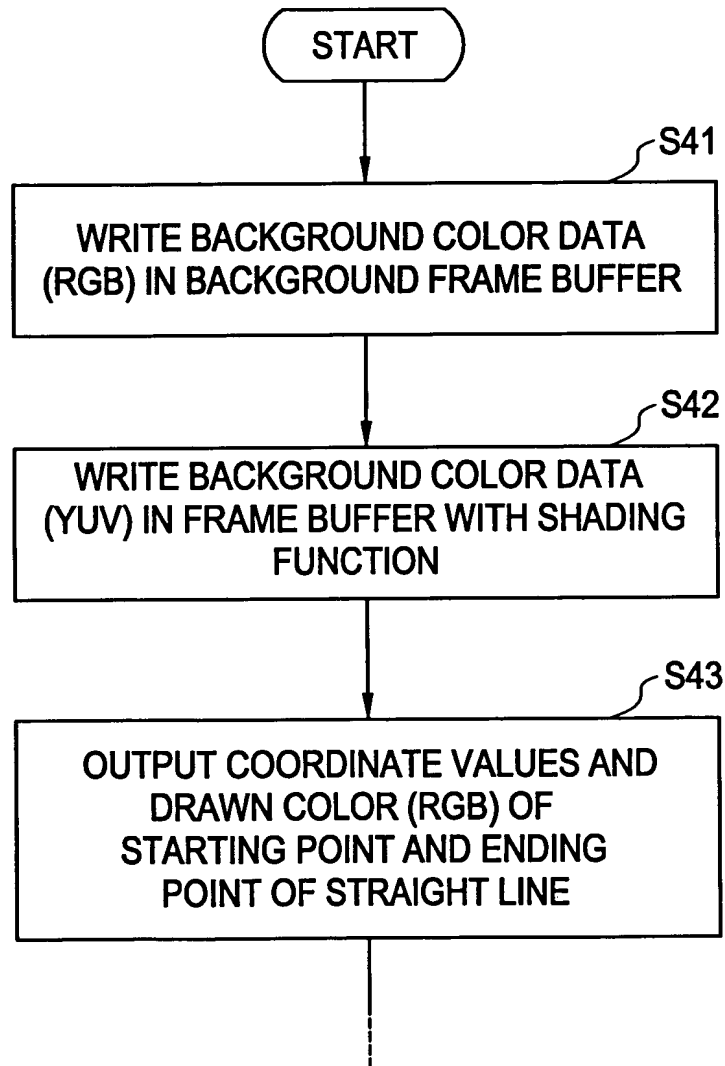 START
S41
WRITE BACKGROUND COLOR DATA
(RGB) IN BACKGROUND FRAME BUFFER
S42
WRITE BACKGROUND COLOR DATA
(YUV) IN FRAME BUFFER WITH SHADING
FUNCTION
S43
OUTPUT COORDINATE VALUES AND
DRAWN COLOR (RGB) OF
STARTING POINT AND ENDING
POINT OF STRAIGHT LINE